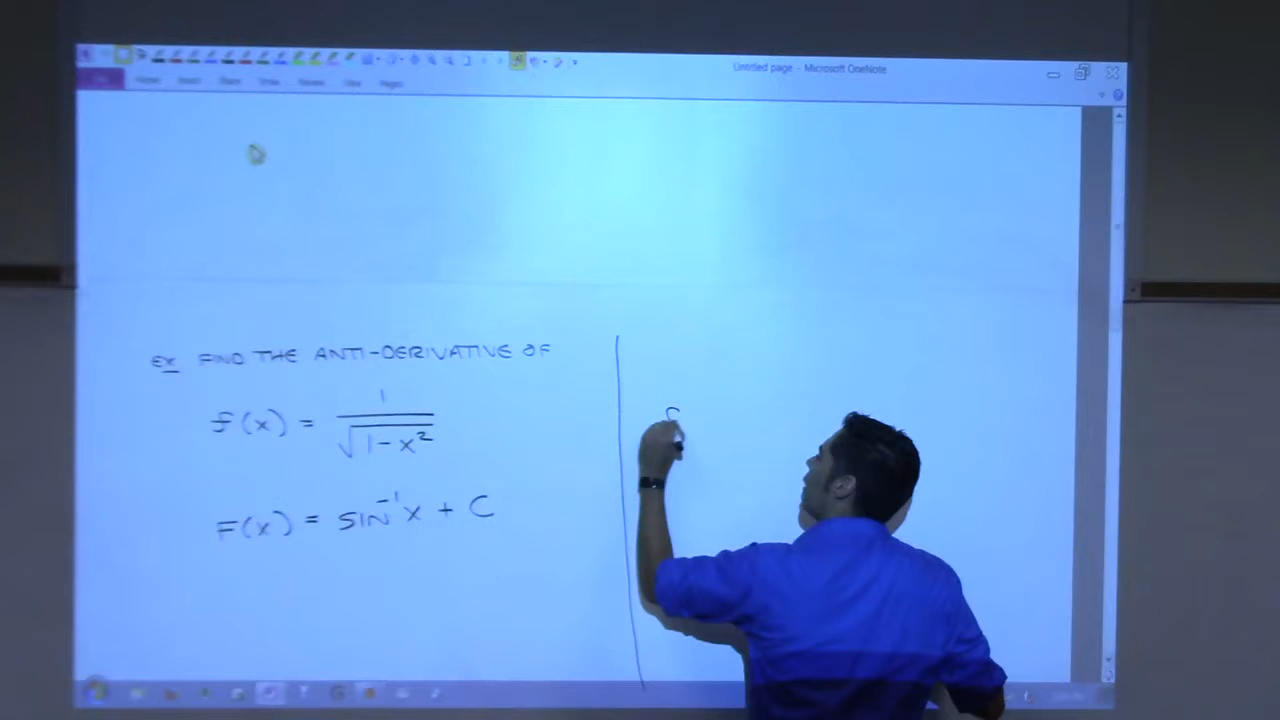 Untitled page - Microsoft OneNote
EX FIND THE ANTI-DERIVATIVE OF
f(x) = 1/√(1-x²)
F(x) = SIN⁻¹x + C